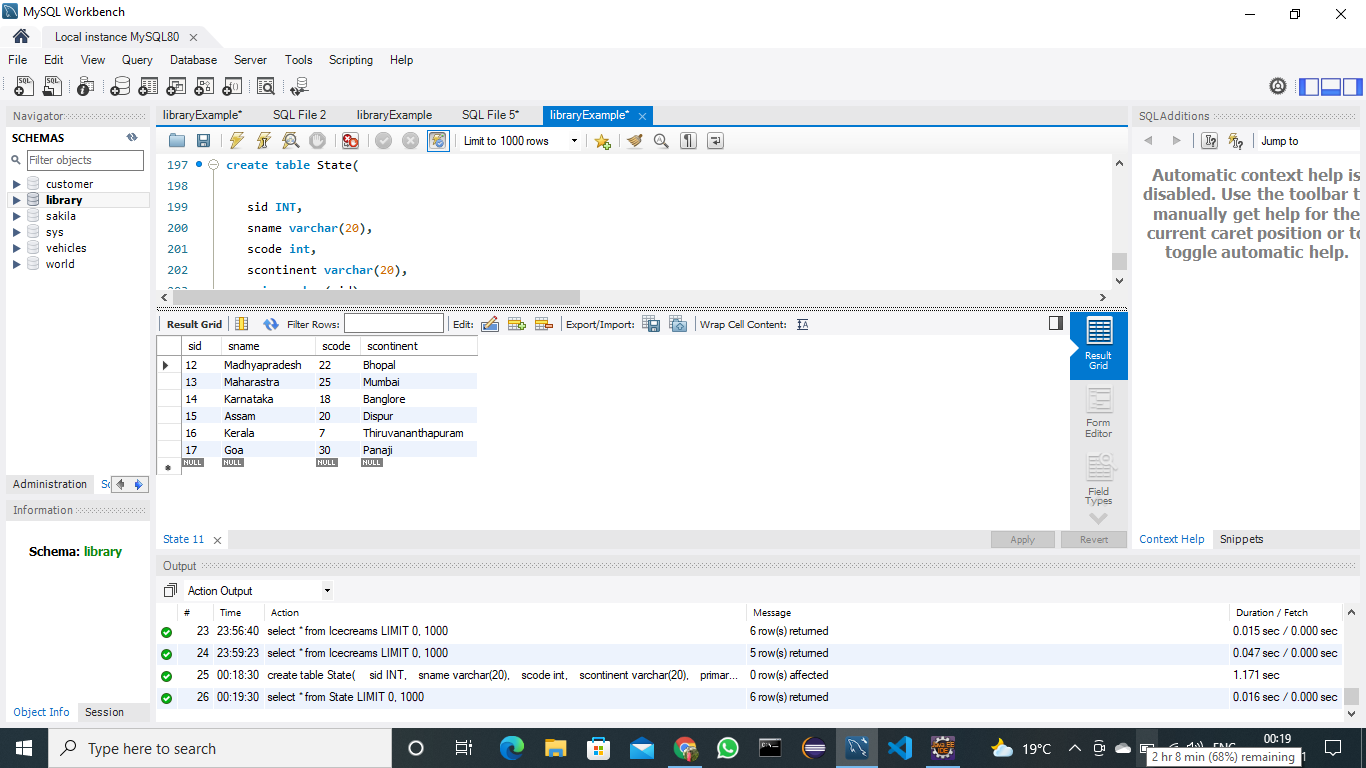 MySQL Workbench
Local instance MySQL80
File Edit View Query Database Server Tools Scripting Help
Navigator
SCHEMAS
Filter objects
customer
library
sakila
sys
vehicles
world
Administration
Information
Schema: library
Object Info Session
libraryExample* SQL File 2 libraryExample SQL File 5* libraryExample*
Limit to 1000 rows
197 create table State(
198
199 sid INT,
200 sname varchar(20),
201 scode int,
202 scontinent varchar(20),
Result Grid Filter Rows: Edit: Export/Import: Wrap Cell Content:
sid sname scode scontinent
12 Madhyapradesh 22 Bhopal
13 Maharastra 25 Mumbai
14 Karnataka 18 Banglore
15 Assam 20 Dispur
16 Kerala 7 Thiruvananthapuram
17 Goa 30 Panaji
NULL NULL NULL NULL
Result
Grid
Form
Editor
Field
Types
State 11
Apply Revert
SQLAdditions
Jump to
Automatic context help is
disabled. Use the toolbar t
manually get help for the
current caret position or to
toggle automatic help.
Context Help Snippets
Output
Action Output
# Time Action Message Duration / Fetch
23 23:56:40 select * from Icecreams LIMIT 0, 1000 6 row(s) returned 0.015 sec / 0.000 sec
24 23:59:23 select * from Icecreams LIMIT 0, 1000 5 row(s) returned 0.047 sec / 0.000 sec
25 00:18:30 create table State( sid INT, sname varchar(20), scode int, scontinent varchar(20), primar... 0 row(s) affected 1.171 sec
26 00:19:30 select * from State LIMIT 0, 1000 6 row(s) returned 0.016 sec / 0.000 sec
Type here to search
19°C
00:19
2 hr 8 min (68%) remaining